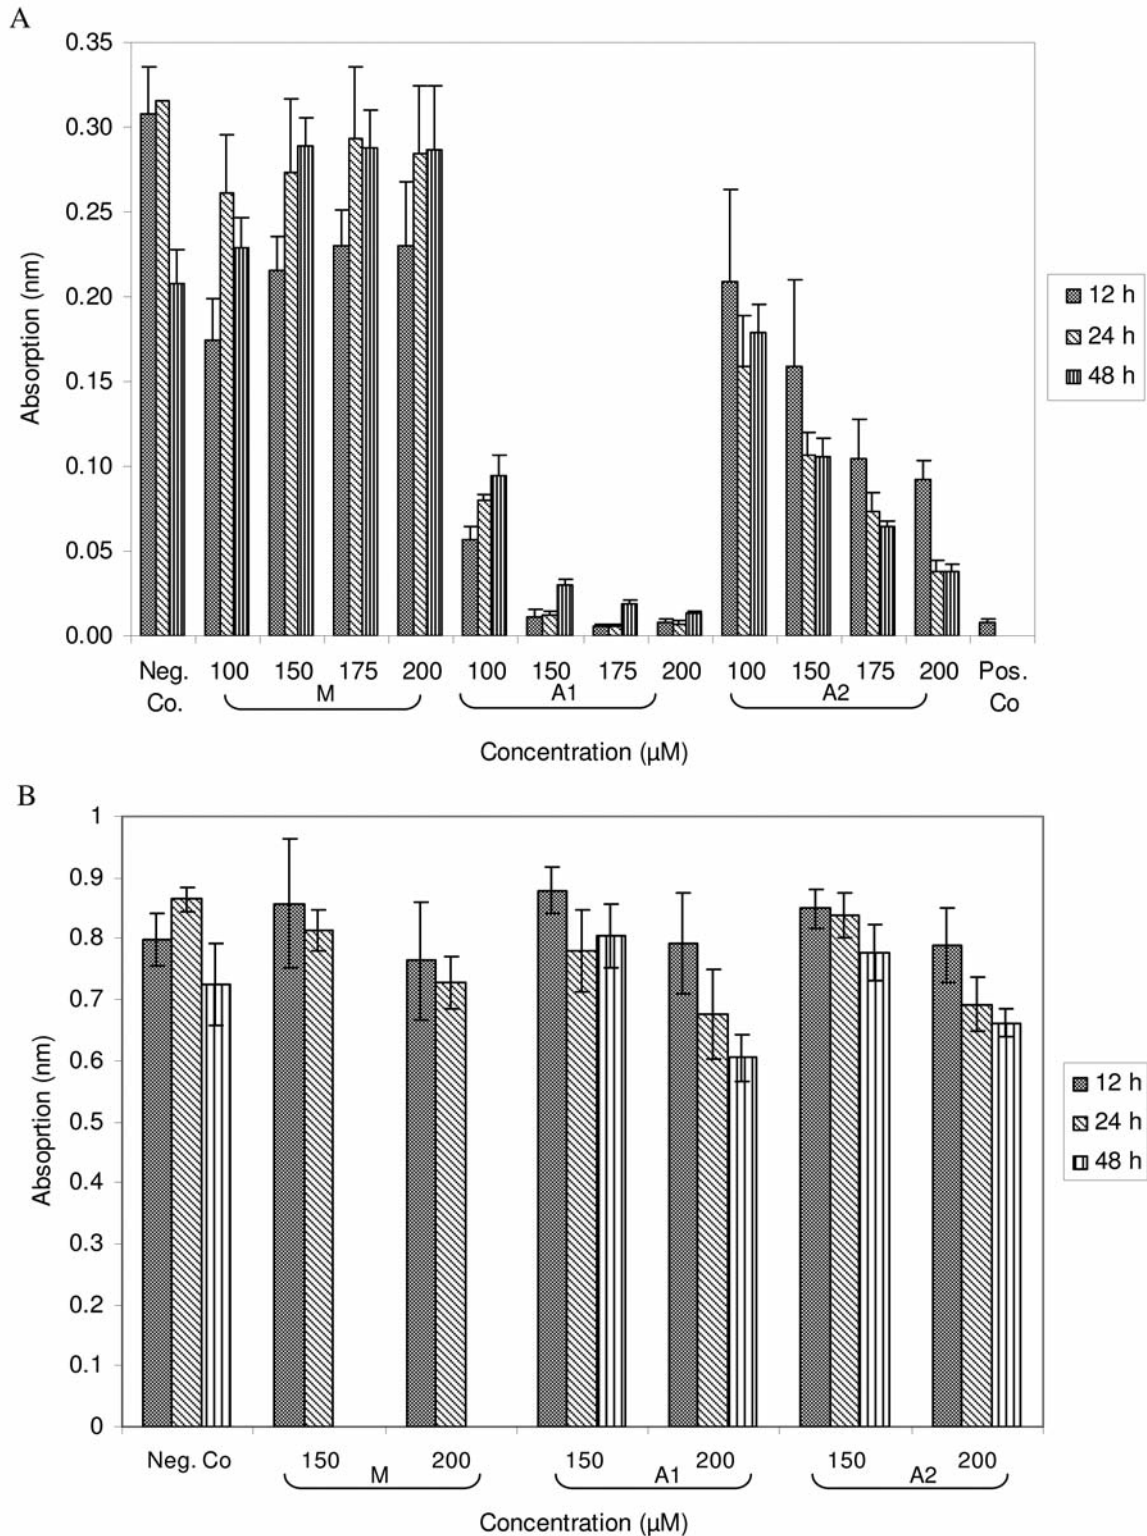 A
0.35
0.30
0.25
0.20
0.15
0.10
0.05
0.00
Absorption (nm)
12 h
24 h
48 h
Neg. 100 150 175 200 100 150 175 200 100 150 175 200 Pos.
Co. M A1 A2 Co
Concentration (µM)
B
1
0.9
0.8
0.7
0.6
0.5
0.4
0.3
0.2
0.1
0
Absoprtion (nm)
12 h
24 h
48 h
Neg. Co 150 200 150 200 150 200
M A1 A2
Concentration (µM)